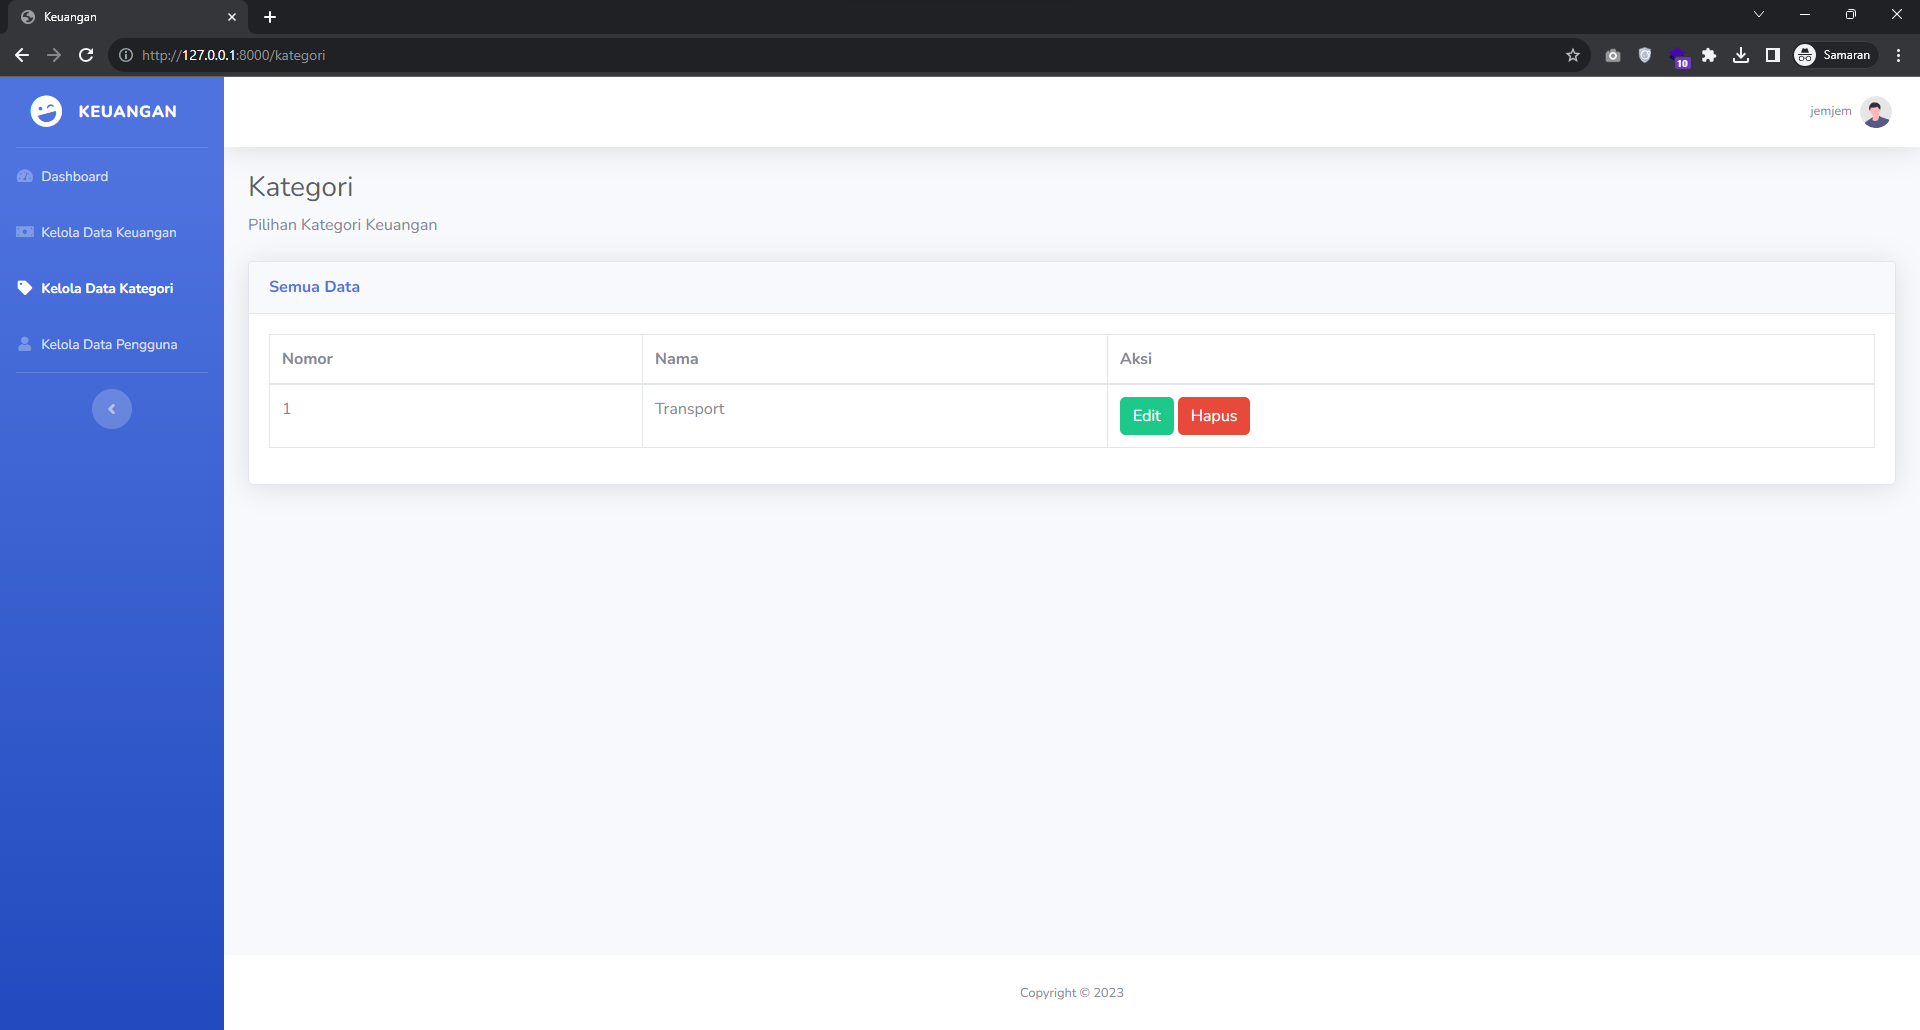 Keuangan
http://127.0.0.1:8000/kategori
10
Samaran
KEUANGAN
jemjem
Dashboard
Kelola Data Keuangan
Kelola Data Kategori
Kelola Data Pengguna
Kategori
Pilihan Kategori Keuangan
Semua Data
Nomor Nama Aksi
1 Transport Edit Hapus
Copyright © 2023